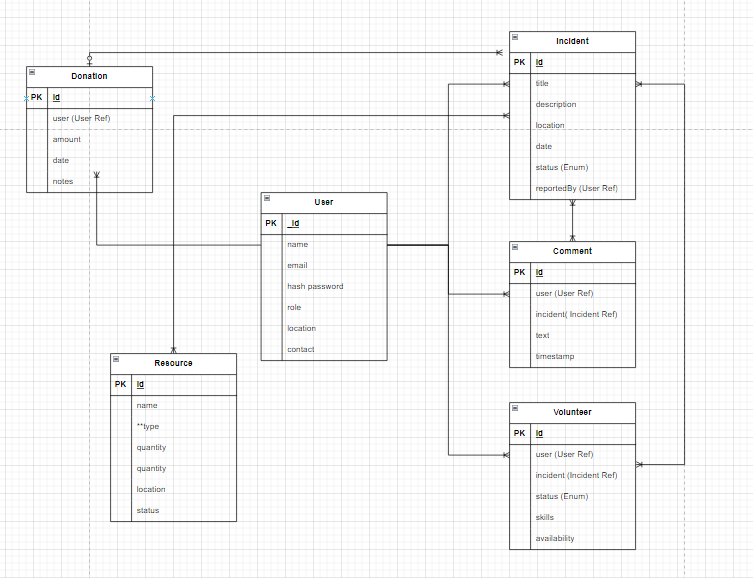 Incident
PK id
title
description
location
date
status (Enum)
reportedBy (User Ref)
Donation
PK id
user (User Ref)
amount
date
notes
User
PK _id
name
email
hash password
role
location
contact
Comment
PK id
user (User Ref)
incident( Incident Ref)
text
timestamp
Resource
PK id
name
**type
quantity
quantity
location
status
Volunteer
PK id
user (User Ref)
incident (Incident Ref)
status (Enum)
skills
availability